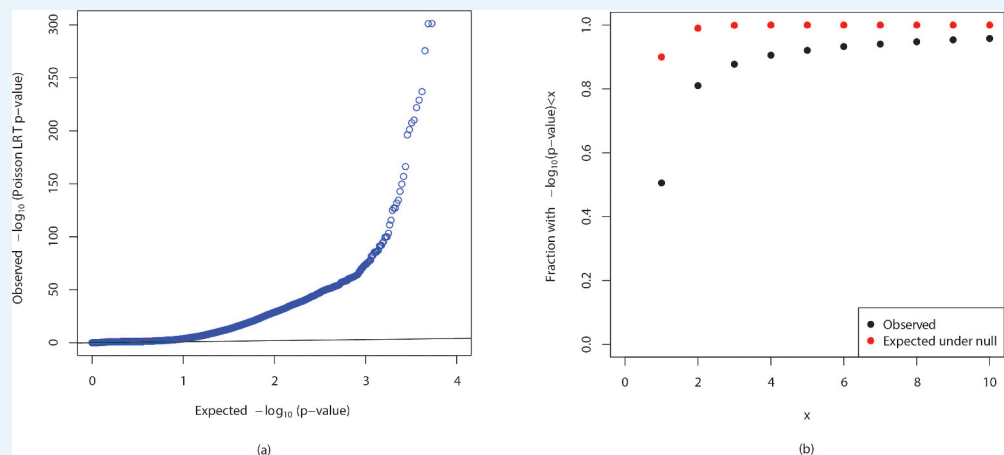 300
250
200
150
100
50
0
Observed −log10 (Poisson LRT p−value)
0 1 2 3 4
Expected −log10 (p−value)
(a)
1.0
0.8
0.6
0.4
0.2
0.0
Fraction with −log10(p−value)<x
Observed
Expected under null
0 2 4 6 8 10
x
(b)